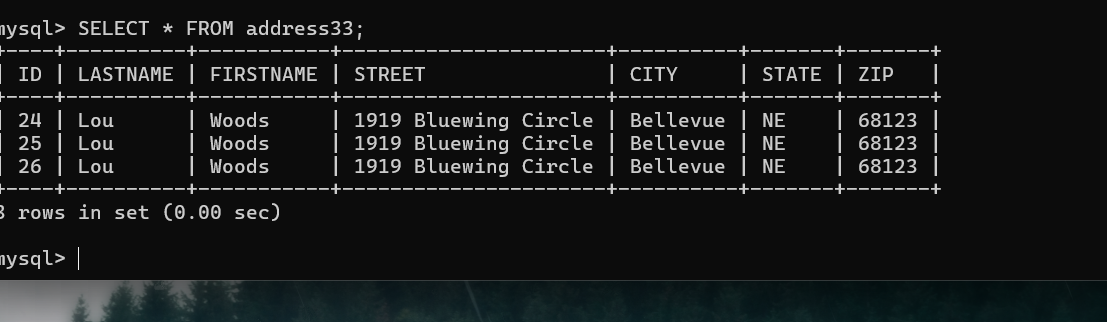 mysql> SELECT * FROM address33;
+----+----------+-----------+----------------------+----------+-------+-------+
| ID | LASTNAME | FIRSTNAME | STREET               | CITY     | STATE | ZIP   |
+----+----------+-----------+----------------------+----------+-------+-------+
| 24 | Lou      | Woods     | 1919 Bluewing Circle | Bellevue | NE    | 68123 |
| 25 | Lou      | Woods     | 1919 Bluewing Circle | Bellevue | NE    | 68123 |
| 26 | Lou      | Woods     | 1919 Bluewing Circle | Bellevue | NE    | 68123 |
+----+----------+-----------+----------------------+----------+-------+-------+
3 rows in set (0.00 sec)
mysql>